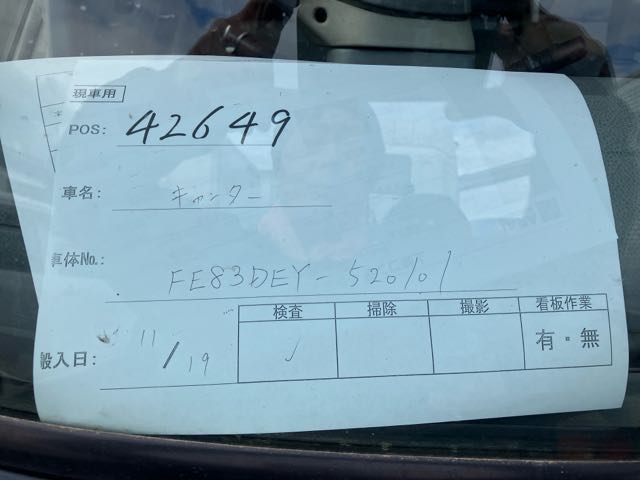 現車用
POS: 42649
車名: キャンター
車体No.: FE83DEY-520101
搬入日: 11/19
検査 掃除 撮影 看板作業
✓ 有・無